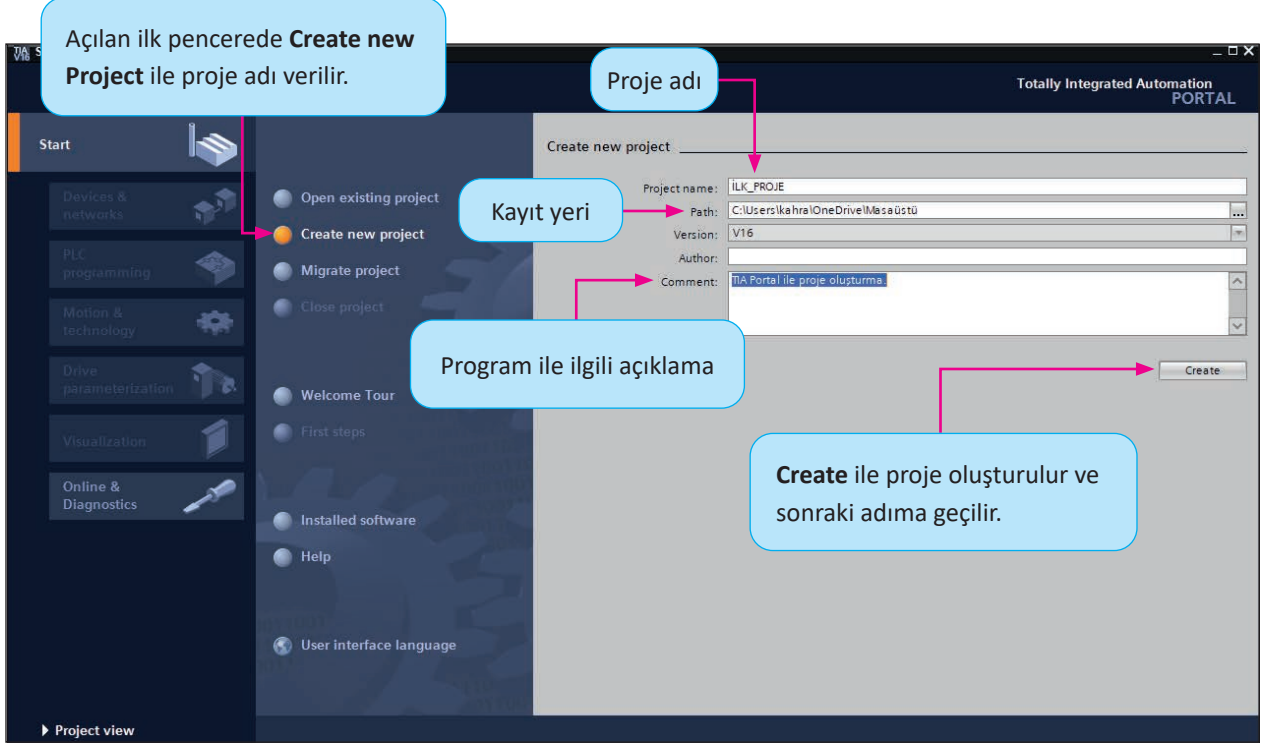 Açılan ilk pencerede Create new
Project ile proje adı verilir.
Proje adı
Totally Integrated Automation
PORTAL
Start
Devices &
networks
PLC
programming
Motion &
technology
Drive
parameterization
Visualization
Online &
Diagnostics
Project view
Open existing project
Create new project
Migrate project
Close project
Welcome Tour
First steps
Installed software
Help
User interface language
Create new project
Project name:
İLK_PROJE
Kayıt yeri
Path:
C:\Users\kahra\OneDrive\Masaüstü
...
Version:
V16
Author:
Comment:
TIA Portal ile proje oluşturma.
Program ile ilgili açıklama
Create
Create ile proje oluşturulur ve
sonraki adıma geçilir.